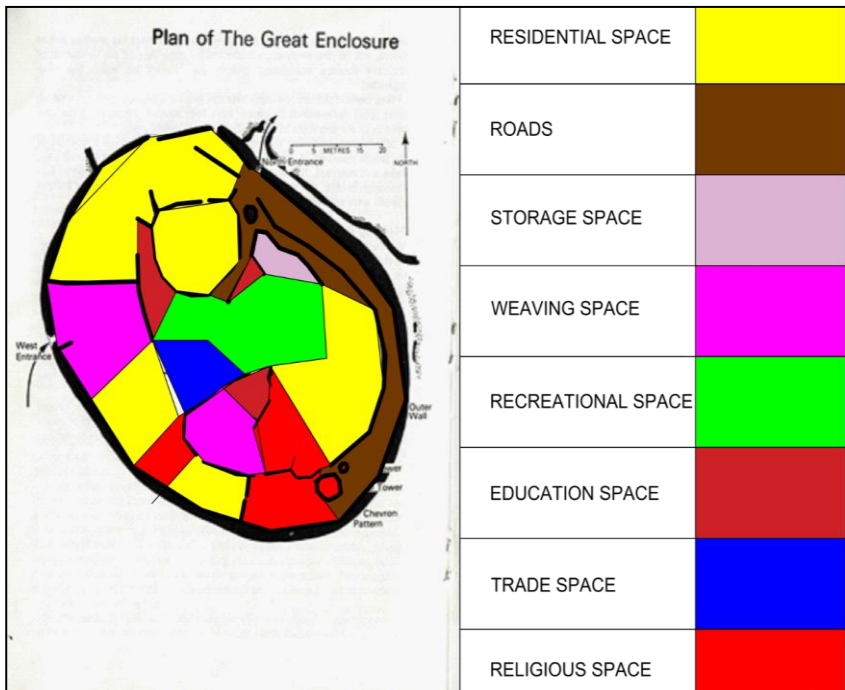 Plan of The Great Enclosure
0 5 METRES 15 20
North Entrance
NORTH
West
Entrance
Outer
Wall
Tower
Chevron
Pattern
RESIDENTIAL SPACE
ROADS
STORAGE SPACE
WEAVING SPACE
RECREATIONAL SPACE
EDUCATION SPACE
TRADE SPACE
RELIGIOUS SPACE